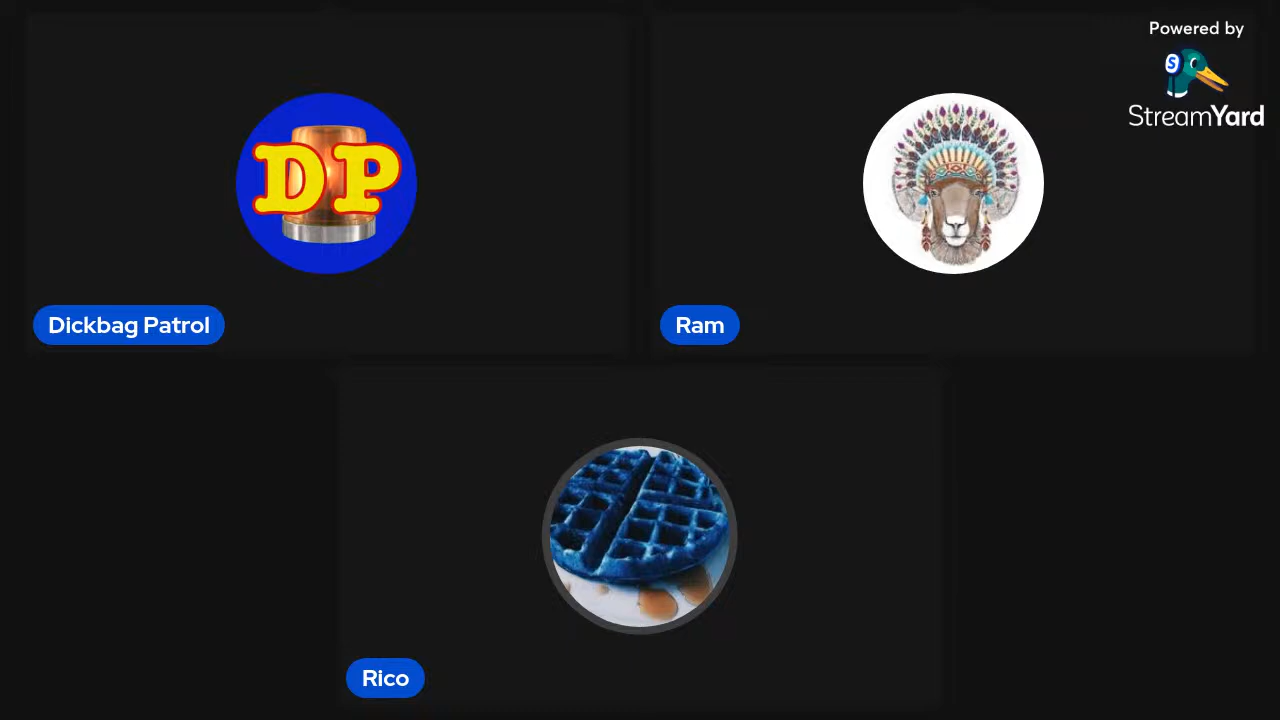 Powered by
S
StreamYard
DP
Dickbag Patrol
Ram
Rico